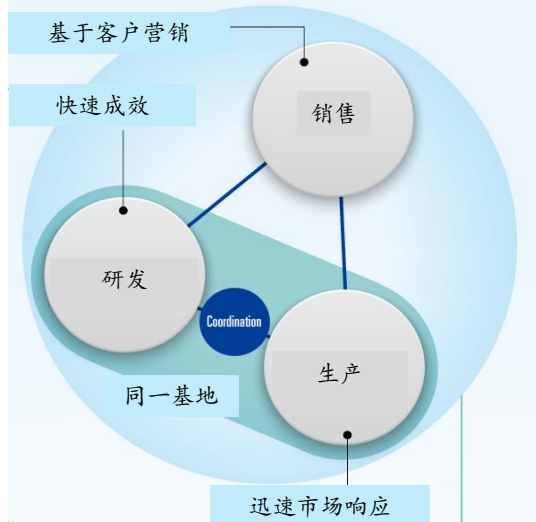 基于客户营销
快速成效
销售
研发
Coordination
生产
同一基地
迅速市场响应